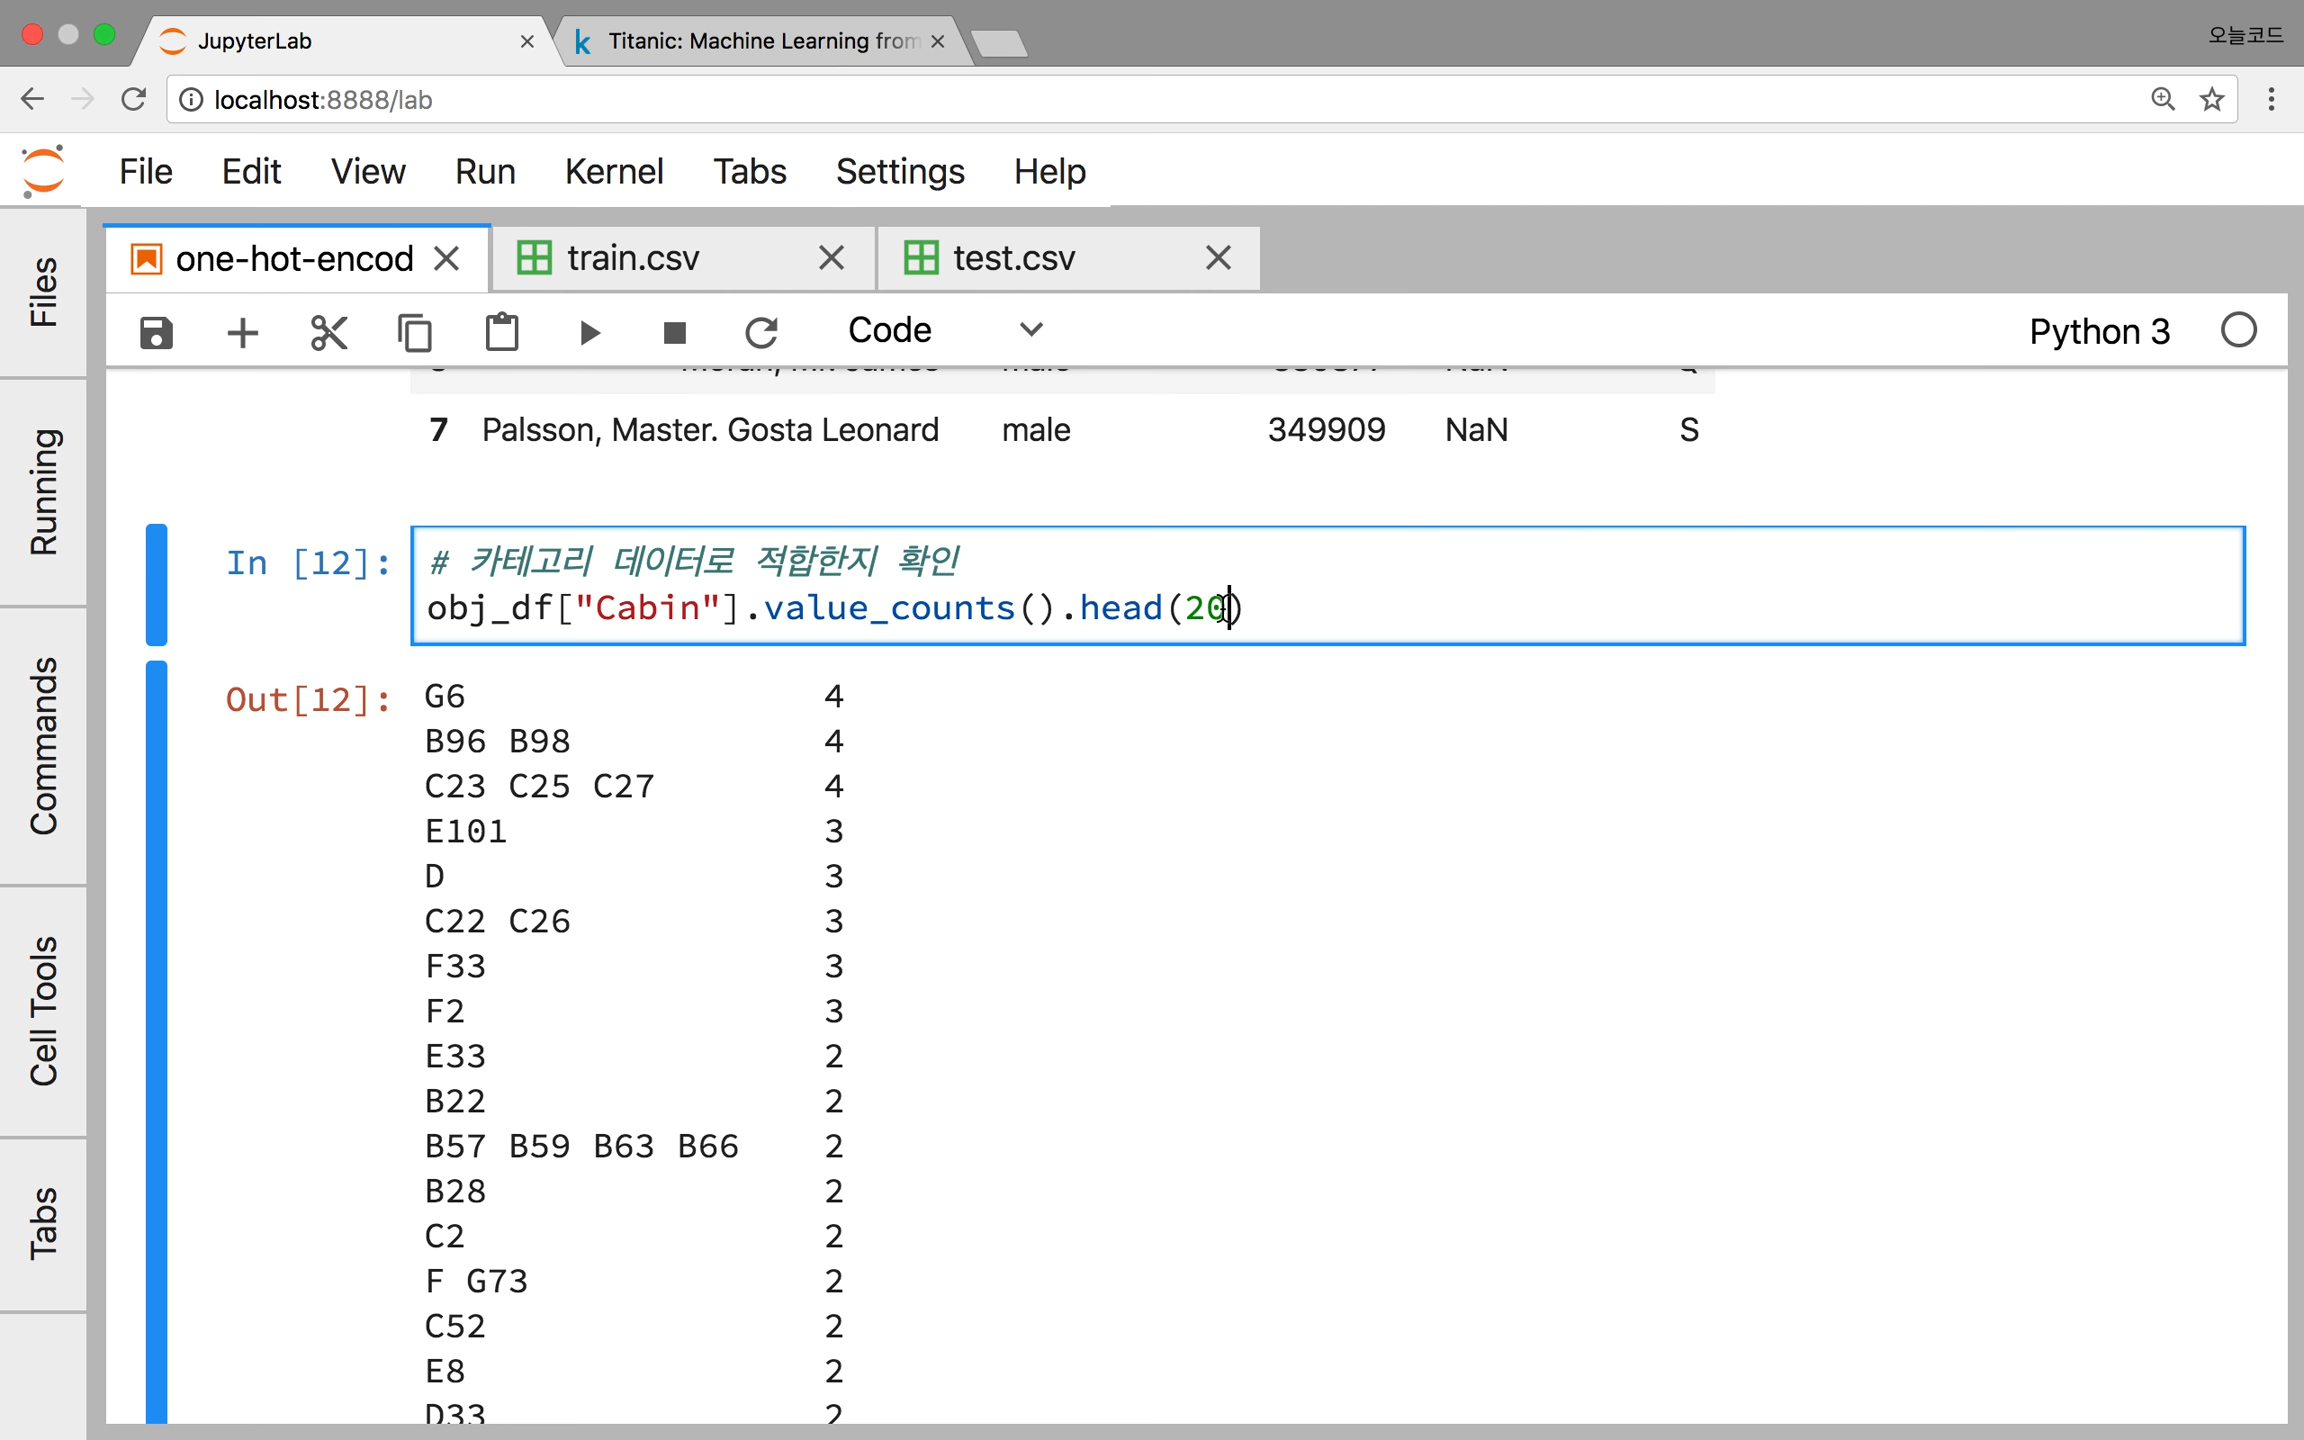 JupyterLab
Titanic: Machine Learning from
오늘코드
localhost:8888/lab
File Edit View Run Kernel Tabs Settings Help
one-hot-encod
train.csv
test.csv
Code
Python 3
Files
Running
Commands
Cell Tools
Tabs
7 Palsson, Master. Gosta Leonard male 349909 NaN S
In [12]: # 카테고리 데이터로 적합한지 확인
obj_df["Cabin"].value_counts().head(20)
Out[12]: G6 4
B96 B98 4
C23 C25 C27 4
E101 3
D 3
C22 C26 3
F33 3
F2 3
E33 2
B22 2
B57 B59 B63 B66 2
B28 2
C2 2
F G73 2
C52 2
E8 2
D33 2